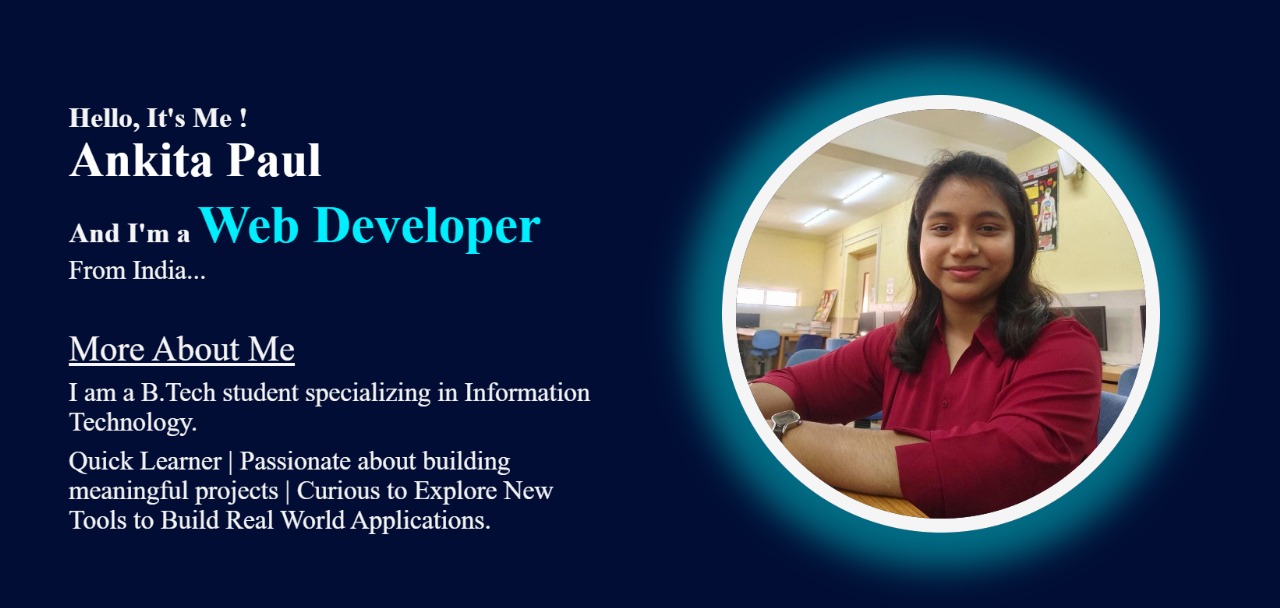 Hello, It's Me !
Ankita Paul
And I'm a Web Developer
From India...
More About Me
I am a B.Tech student specializing in Information
Technology.
Quick Learner | Passionate about building
meaningful projects | Curious to Explore New
Tools to Build Real World Applications.